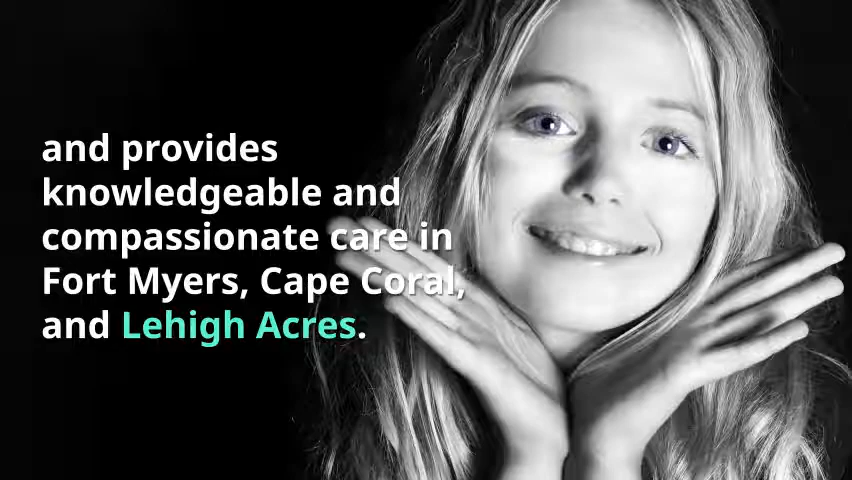 and provides
knowledgeable and
compassionate care in
Fort Myers, Cape Coral,
and Lehigh Acres.